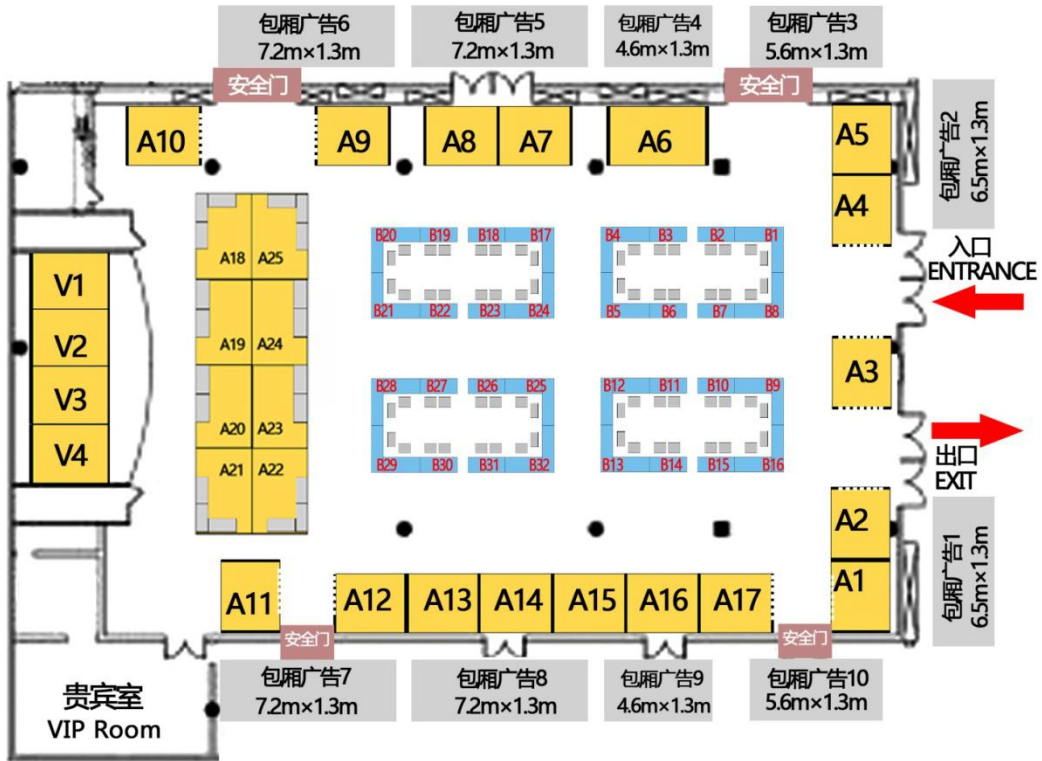 包厢广告6
7.2m×1.3m
包厢广告5
7.2m×1.3m
包厢广告4
4.6m×1.3m
包厢广告3
5.6m×1.3m
安全门
安全门
A10
A9
A8
A7
A6
A5
包厢广告2
6.5m×1.3m
A4
A18
A25
B20
B19
B18
B17
B4
B3
B2
B1
入口
ENTRANCE
V1
V2
V3
V4
A19
A24
B21
B22
B23
B24
B5
B6
B7
B8
A3
A20
A23
B28
B27
B26
B25
B12
B11
B10
B9
出口
EXIT
A21
A22
B29
B30
B31
B32
B13
B14
B15
B16
A2
A1
包厢广告1
6.5m×1.3m
A11
A12
A13
A14
A15
A16
A17
安全门
安全门
包厢广告7
7.2m×1.3m
包厢广告8
7.2m×1.3m
包厢广告9
4.6m×1.3m
包厢广告10
5.6m×1.3m
贵宾室
VIP Room